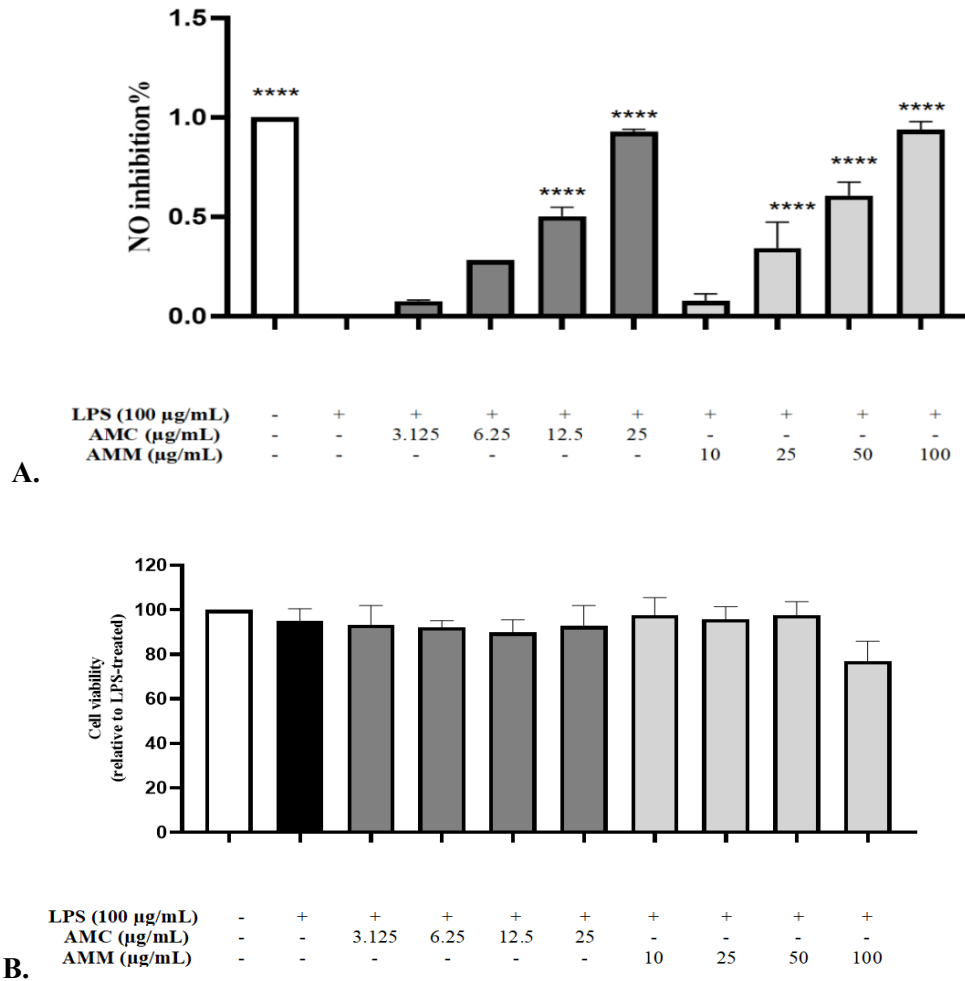 1.5
1.0
0.5
0.0
NO inhibition%
**** **** **** **** **** ****
LPS (100 µg/mL) - + + + + + + + + +
AMC (µg/mL) - - 3.125 6.25 12.5 25 - - - -
AMM (µg/mL) - - - - - - 10 25 50 100
A.
120
100
80
60
40
20
0
Cell viability
(relative to LPS-treated)
LPS (100 µg/mL) - + + + + + + + + +
AMC (µg/mL) - - 3.125 6.25 12.5 25 - - - -
AMM (µg/mL) - - - - - - 10 25 50 100
B.